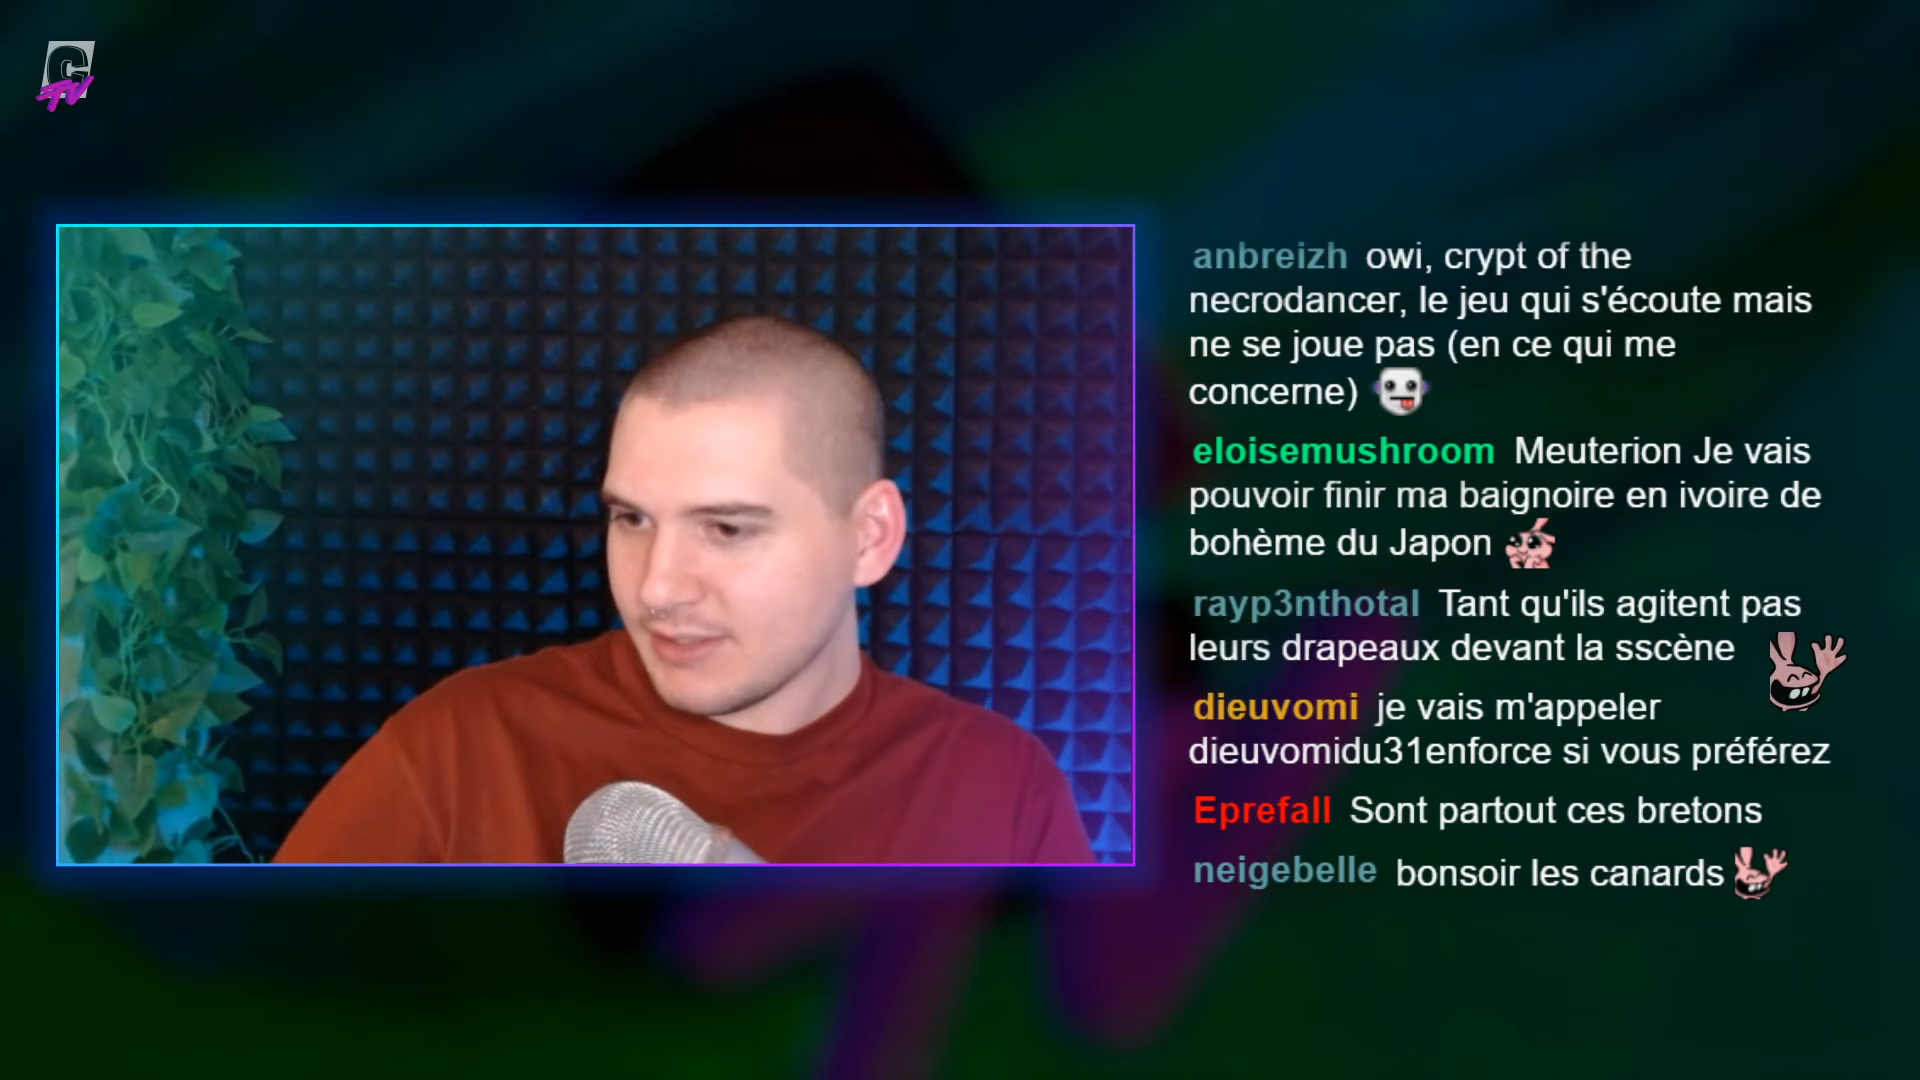 C
TV
anbreizh owi, crypt of the
necrodancer, le jeu qui s'écoute mais
ne se joue pas (en ce qui me
concerne)
eloisemushroom Meuterion Je vais
pouvoir finir ma baignoire en ivoire de
bohème du Japon
rayp3nthotal Tant qu'ils agitent pas
leurs drapeaux devant la sscène
dieuvomi je vais m'appeler
dieuvomidu31enforce si vous préférez
Eprefall Sont partout ces bretons
neigebelle bonsoir les canards